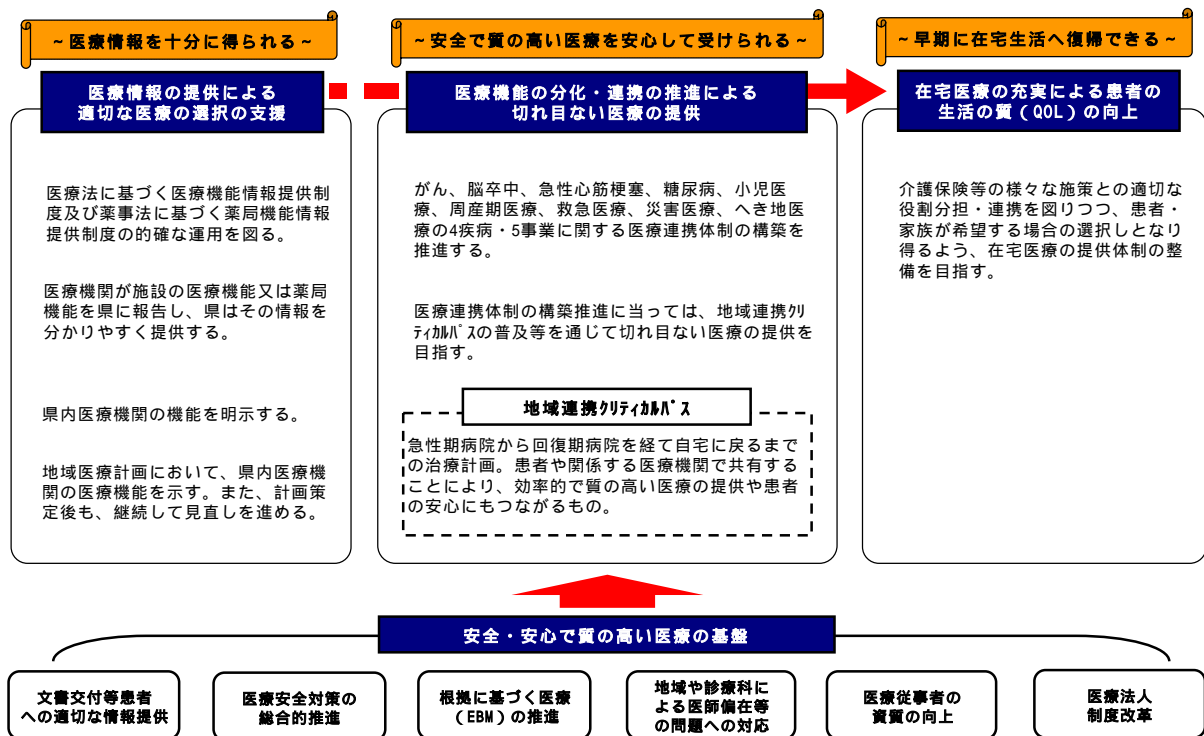 ～医療情報を十分に得られる～
医療情報の提供による
適切な医療の選択の支援
医療法に基づく医療機能情報提供制
度及び薬事法に基づく薬局機能情報
提供制度の的確な運用を図る。
医療機関が施設の医療機能又は薬局
機能を県に報告し、県はその情報を
分かりやすく提供する。
県内医療機関の機能を明示する。
地域医療計画において、県内医療機
関の医療機能を示す。また、計画策
定後も、継続して見直しを進める。
～安全で質の高い医療を安心して受けられる～
医療機能の分化・連携の推進による
切れ目ない医療の提供
がん、脳卒中、急性心筋梗塞、糖尿病、小児医
療、周産期医療、救急医療、災害医療、へき地医
療の4疾病・5事業に関する医療連携体制の構築を
推進する。
医療連携体制の構築推進に当っては、地域連携ｸﾘ
ﾃｨｶﾙﾊﾟｽの普及等を通じて切れ目ない医療の提供を
目指す。
地域連携ｸﾘﾃｨｶﾙﾊﾟｽ
急性期病院から回復期病院を経て自宅に戻るまで
の治療計画。患者や関係する医療機関で共有する
ことにより、効率的で質の高い医療の提供や患者
の安心にもつながるもの。
～早期に在宅生活へ復帰できる～
在宅医療の充実による患者の
生活の質（QOL）の向上
介護保険等の様々な施策との適切な
役割分担・連携を図りつつ、患者・
家族が希望する場合の選択しとなり
得るよう、在宅医療の提供体制の整
備を目指す。
安全・安心で質の高い医療の基盤
文書交付等患者
への適切な情報提供
医療安全対策の
総合的推進
根拠に基づく医療
（EBM）の推進
地域や診療科に
よる医師偏在等
の問題への対応
医療従事者の
資質の向上
医療法人
制度改革